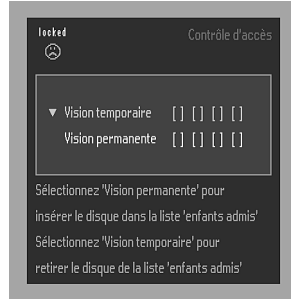 locked
Contrôle d'accès
▼ Vision temporaire [ ] [ ] [ ] [ ]
Vision permanente [ ] [ ] [ ] [ ]
Sélectionnez 'Vision permanente' pour
insérer le disque dans la liste 'enfants admis'
Sélectionnez 'Vision temporaire' pour
retirer le disque de la liste 'enfants admis'